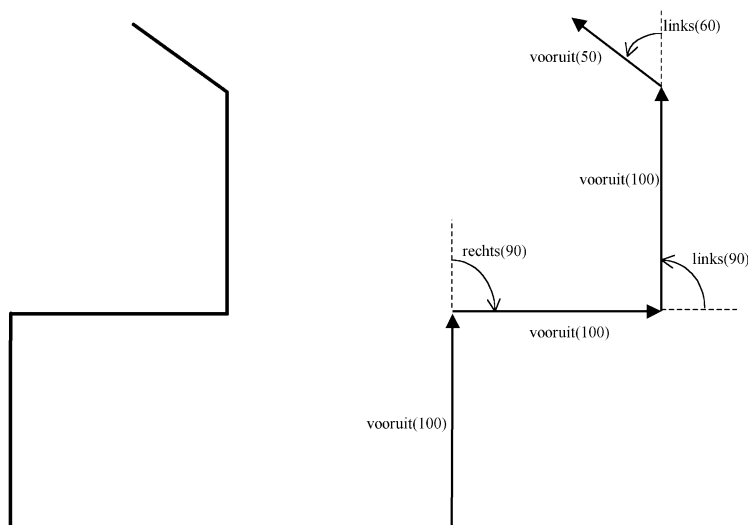 links(60)
vooruit(50)
vooruit(100)
rechts(90)
links(90)
vooruit(100)
vooruit(100)